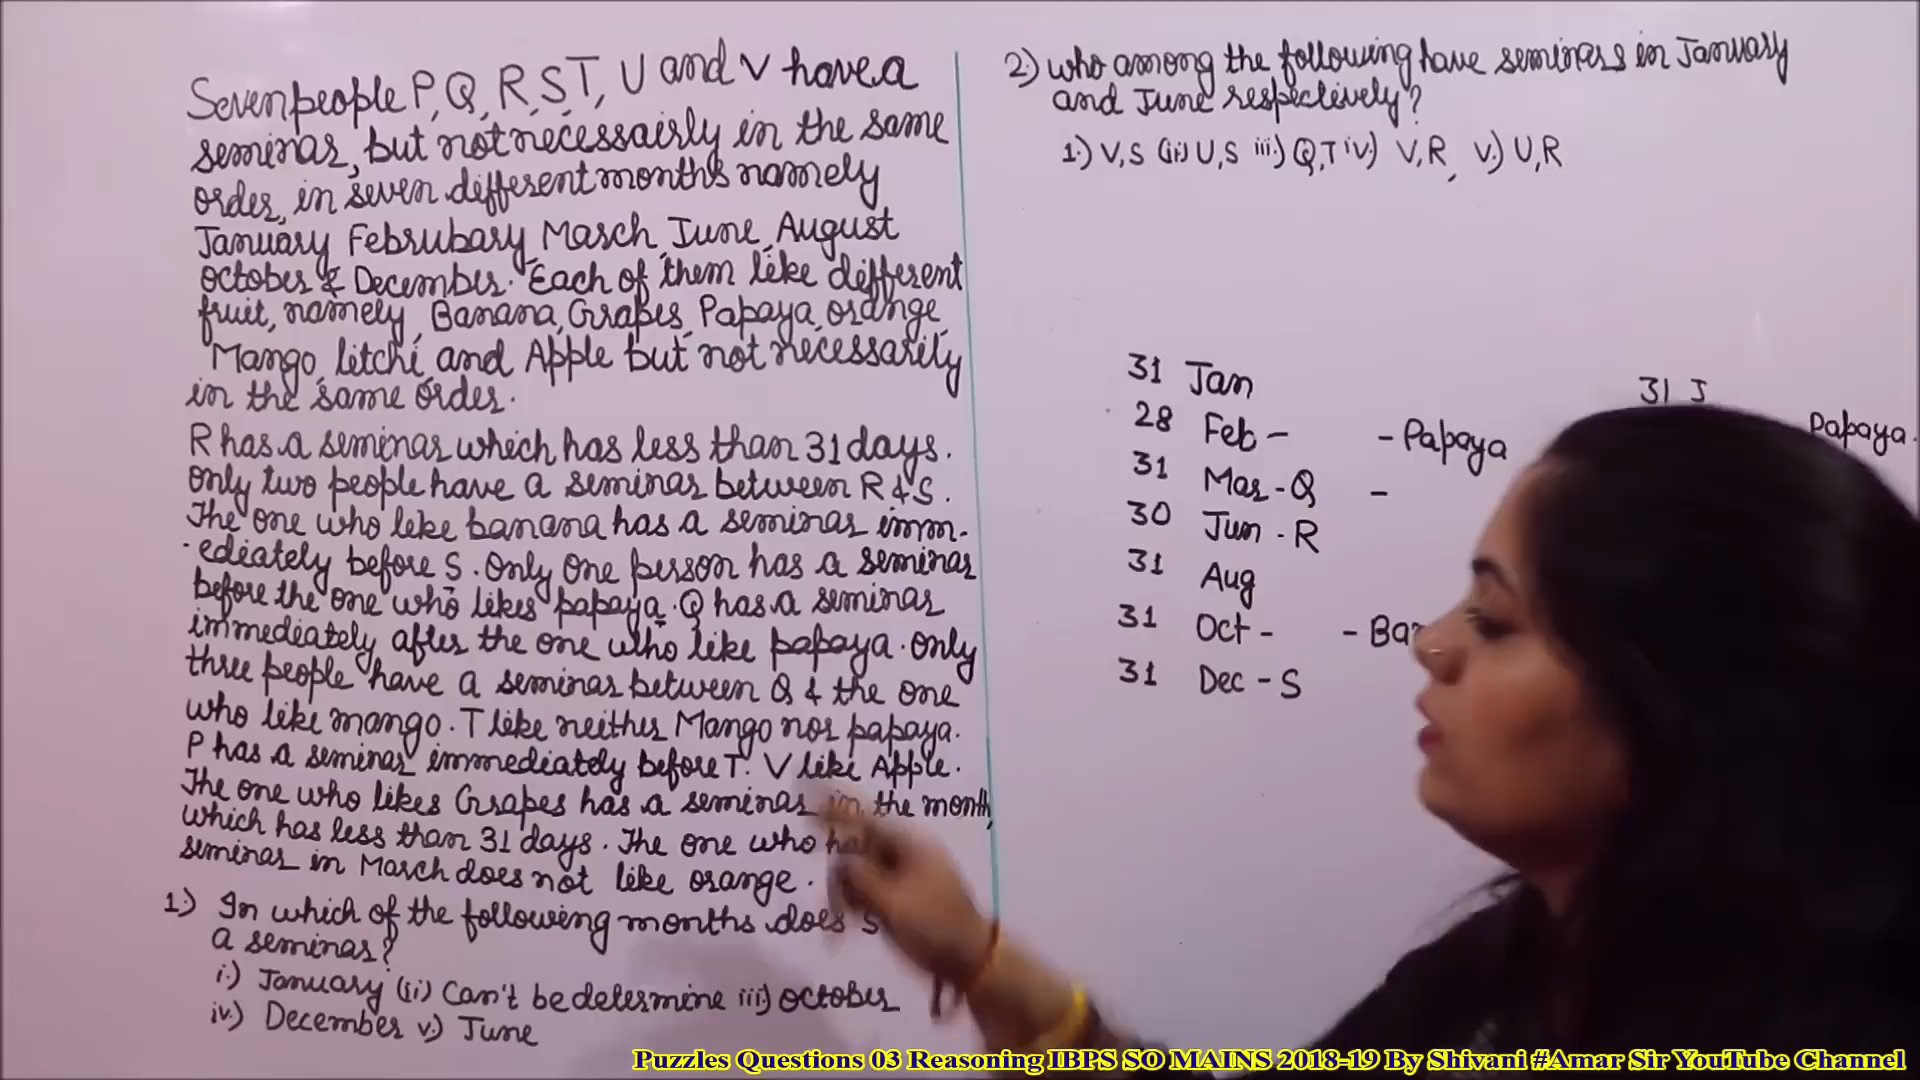 Seven people P, Q, R, S T, U and V have a
seminar, but not necessairly in the same
order, in seven different months namely
January Februbary, March, June, August
October & December. Each of them like different
fruit, namely, Banana, Grapes, Papaya, orange,
Mango, litchi, and Apple but not necessarily
in the same order.
R has a seminar which has less than 31 days.
only two people have a seminar between R & S.
The one who like banana has a seminar imm-
-ediately before S. Only one person has a seminar
before the one who likes papaya. Q has a seminar
immediately after the one who like papaya. only
three people have a seminar between Q & the one
who like mango. T like neither Mango nor papaya.
P has a seminar immediately before T. V like Apple.
The one who likes Grapes has a seminar in the month,
which has less than 31 days. The one who has
seminar in March does not like orange.
1.) In which of the following months does S
a seminar?
i.) January (ii) Can't be determine iii) october
iv.) December v.) June
2.) who among the following have seminars in January
and June respectively?
1.) V,S (ii) U,S iii.) Q,T iv.) V,R, v.) U,R
31 Jan
28 Feb - - Papaya
31 Mar - Q -
30 Jun - R
31 Aug
31 Oct - - Ba
31 Dec - S
31 J
Papaya.
Puzzles Questions 03 Reasoning IBPS SO MAINS 2018-19 By Shivani #Amar Sir YouTube Channel